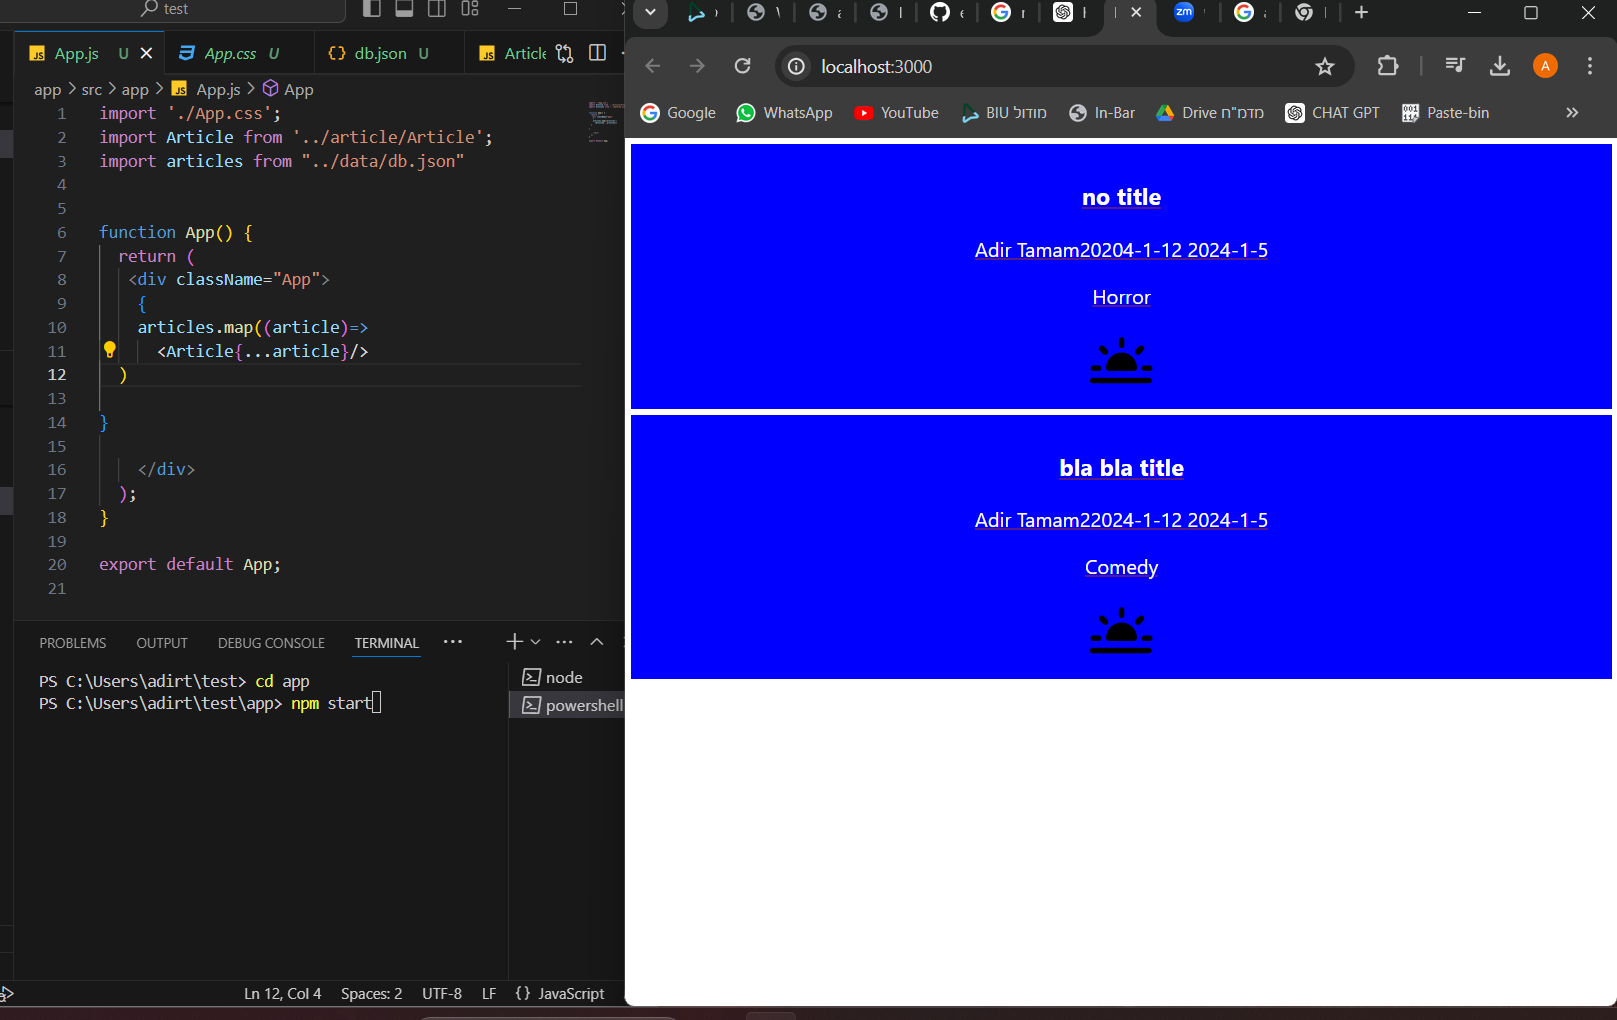 test
App.js U
App.css U
db.json U
Article
app > src > app > App.js > App
1 import './App.css';
2 import Article from '../article/Article';
3 import articles from "../data/db.json"
4
5
6 function App() {
7 return (
8 <div className="App">
9 {
10 articles.map((article)=>
11 <Article{...article}/>
12 )
13
14 }
15
16 </div>
17 );
18 }
19
20 export default App;
21
PROBLEMS OUTPUT DEBUG CONSOLE TERMINAL
PS C:\Users\adirt\test> cd app
PS C:\Users\adirt\test\app> npm start
node
powershell
Ln 12, Col 4 Spaces: 2 UTF-8 LF {} JavaScript
zm
localhost:3000
A
Google WhatsApp YouTube BIU מודול In-Bar Drive מדמ"ח CHAT GPT Paste-bin
no title
Adir Tamam20204-1-12 2024-1-5
Horror
bla bla title
Adir Tamam22024-1-12 2024-1-5
Comedy